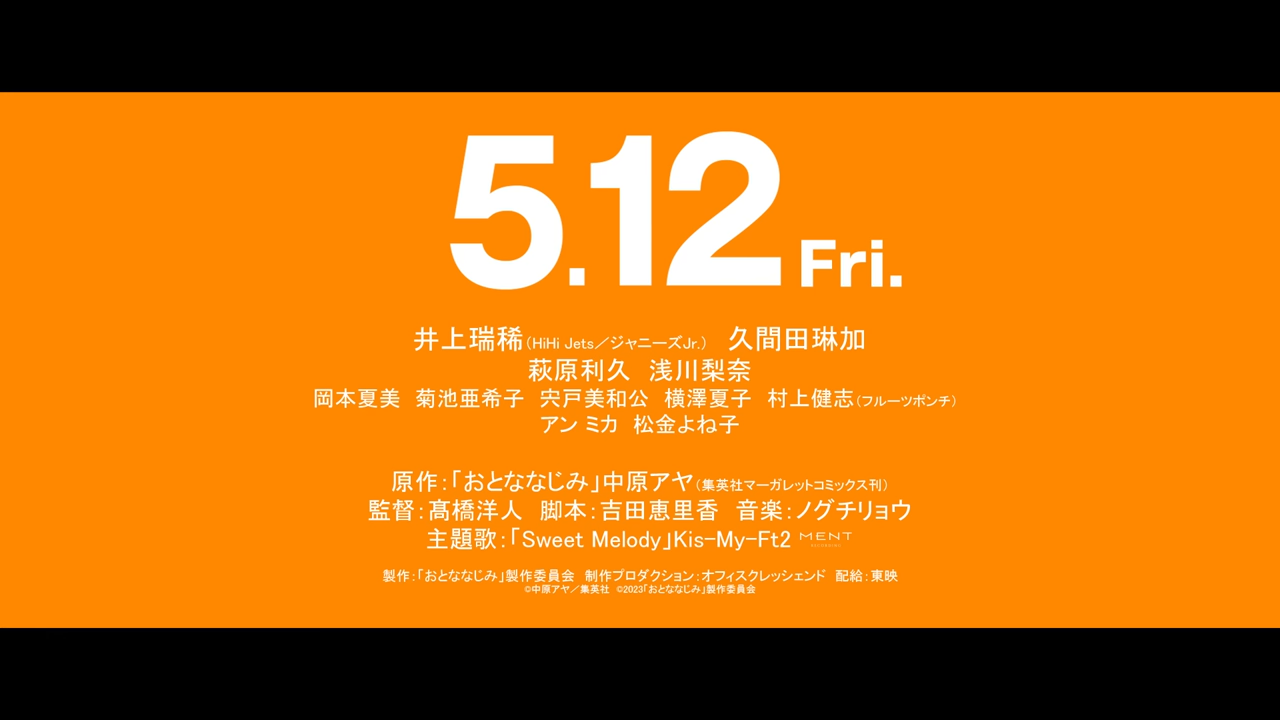 5.12 Fri.
井上瑞稀（HiHi Jets／ジャニーズJr.）　久間田琳加
萩原利久　浅川梨奈
岡本夏美　菊池亜希子　宍戸美和公　横澤夏子　村上健志（フルーツポンチ）
アン ミカ　松金よね子
原作：「おとななじみ」中原アヤ（集英社マーガレットコミックス刊）
監督：髙橋洋人　脚本：吉田恵里香　音楽：ノグチリョウ
主題歌：「Sweet Melody」Kis-My-Ft2 MENT
製作：「おとななじみ」製作委員会　制作プロダクション：オフィスクレッシェンド　配給：東映
©中原アヤ／集英社　©2023「おとななじみ」製作委員会